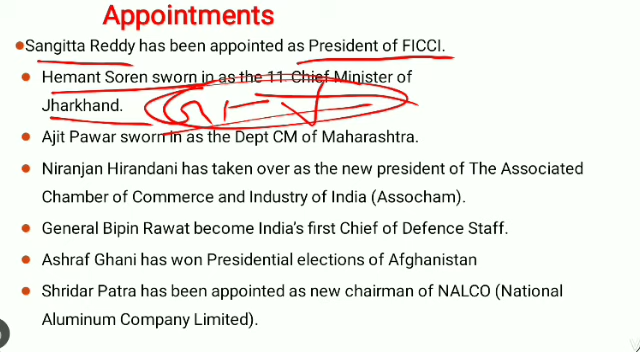 Appointments
Sangitta Reddy has been appointed as President of FICCI.
Hemant Soren sworn in as the 11 Chief Minister of
Jharkhand.
Ajit Pawar sworn in as the Dept CM of Maharashtra.
Niranjan Hirandani has taken over as the new president of The Associated
Chamber of Commerce and Industry of India (Assocham).
General Bipin Rawat become India's first Chief of Defence Staff.
Ashraf Ghani has won Presidential elections of Afghanistan
Shridar Patra has been appointed as new chairman of NALCO (National
Aluminum Company Limited).